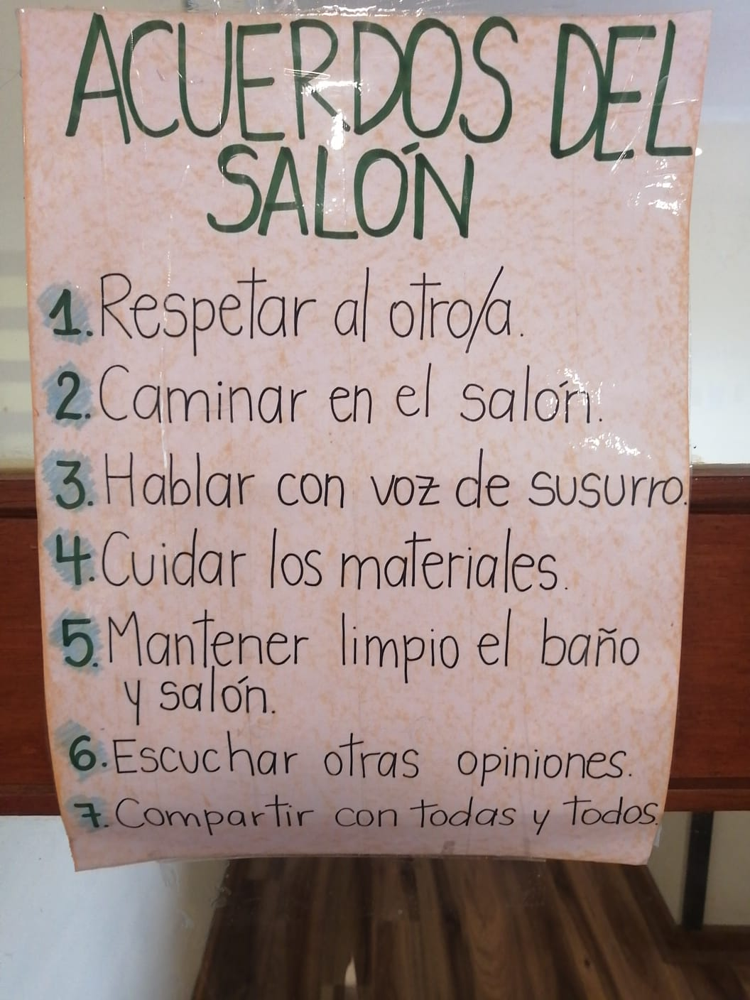 ACUERDOS DEL
SALÓN
1. Respetar al otro/a.
2. Caminar en el salón.
3. Hablar con voz de susurro.
4. Cuidar los materiales.
5. Mantener limpio el baño
y salón.
6. Escuchar otras opiniones.
7. Compartir con todas y todos.